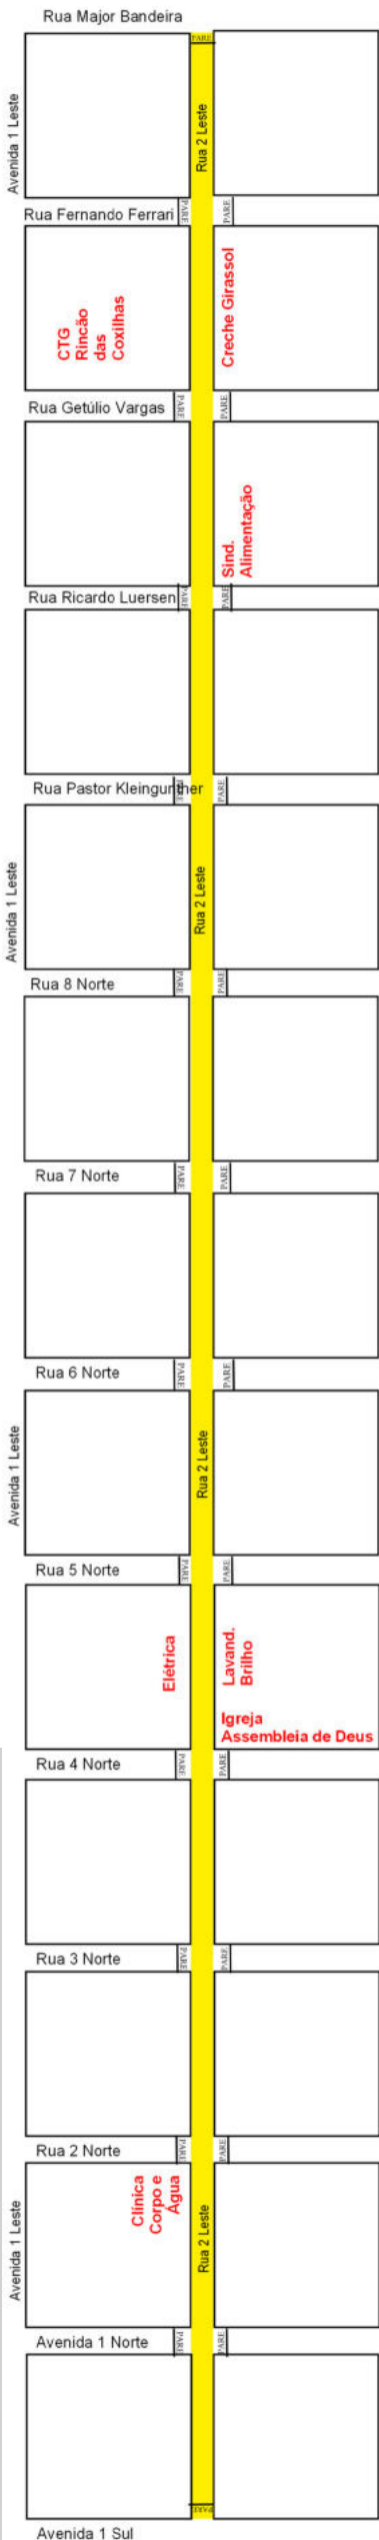 Rua Major Bandeira
PARE
Avenida 1 Leste
Rua 2 Leste
Rua Fernando Ferrari
PARE
PARE
CTG
Rincão
das
Coxilhas
Creche Girassol
Rua Getúlio Vargas
PARE
PARE
Sind.
Alimentação
Rua Ricardo Luersen
PARE
PARE
Rua Pastor Kleingunther
PARE
PARE
Avenida 1 Leste
Rua 2 Leste
Rua 8 Norte
PARE
PARE
Rua 7 Norte
PARE
PARE
Rua 6 Norte
PARE
PARE
Avenida 1 Leste
Rua 2 Leste
Rua 5 Norte
PARE
PARE
Elétrica
Lavand.
Brilho
Igreja
Assembleia de Deus
Rua 4 Norte
PARE
PARE
Rua 3 Norte
PARE
PARE
Rua 2 Norte
PARE
PARE
Clínica
Corpo e
Água
Avenida 1 Leste
Rua 2 Leste
Avenida 1 Norte
PARE
PARE
PARE
Avenida 1 Sul